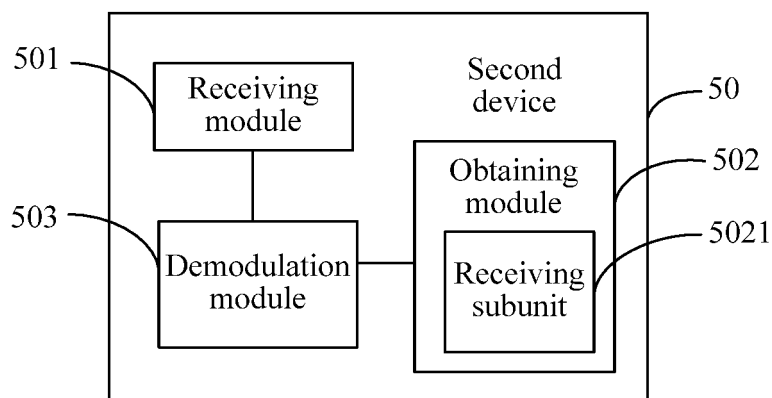 501
Receiving
module
Second
device
50
Obtaining
module
502
503
Demodulation
module
5021
Receiving
subunit